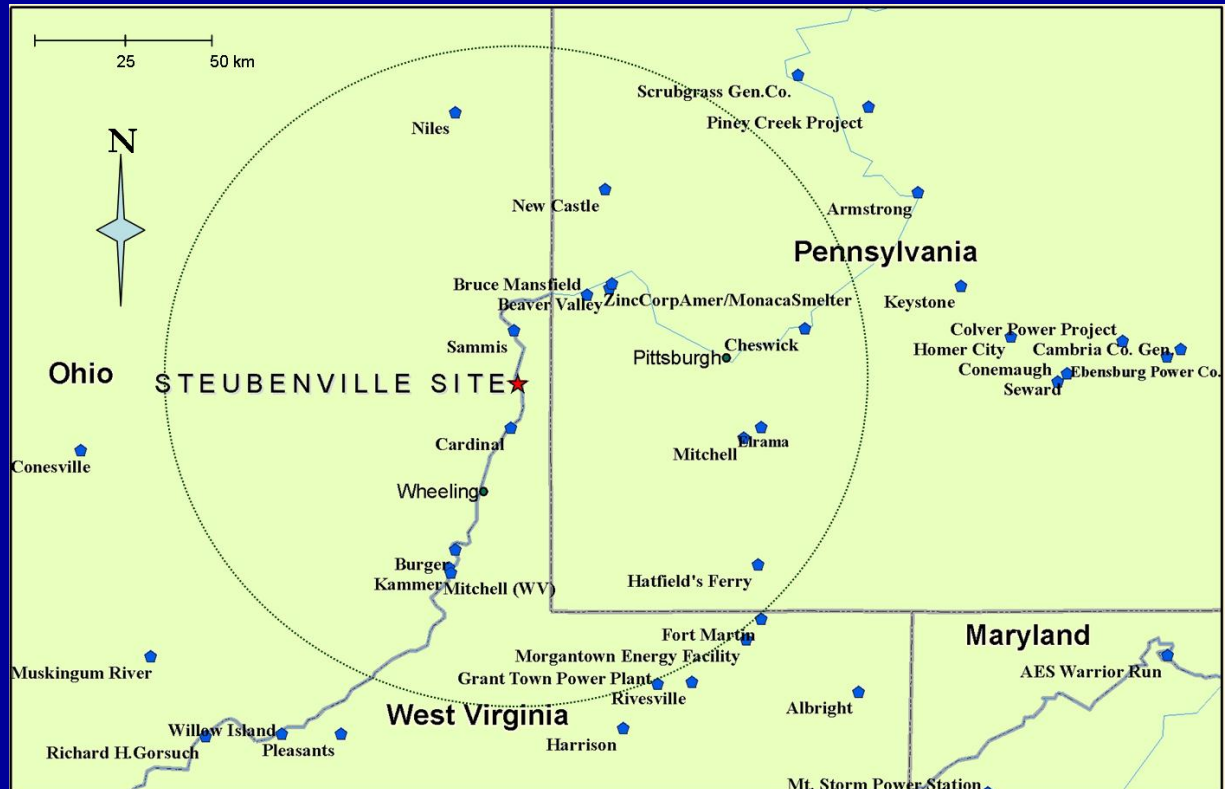 25
50 km
Scrubgrass Gen.Co.
Piney Creek Project
Niles
N
New Castle
Armstrong
Pennsylvania
Bruce Mansfield
Beaver Valley
ZincCorpAmer/MonacaSmelter
Keystone
Colver Power Project
Sammis
Pittsburgh
Cheswick
Homer City
Cambria Co. Gen.
Ohio
STEUBENVILLE SITE
Conemaugh
Ebensburg Power Co.
Seward
Cardinal
Elrama
Mitchell
Conesville
Wheeling
Burger
Kammer
Mitchell (WV)
Hatfield's Ferry
Fort Martin
Maryland
Morgantown Energy Facility
Muskingum River
AES Warrior Run
Grant Town Power Plant
Rivesville
Albright
West Virginia
Willow Island
Richard H.Gorsuch
Pleasants
Harrison
Mt. Storm Power Station